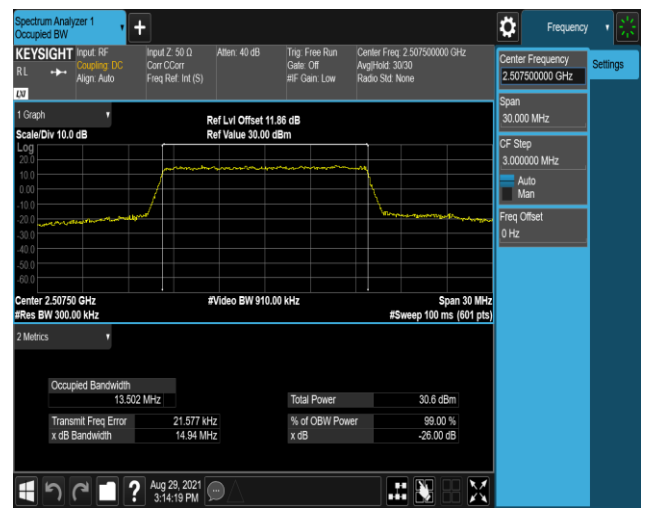 Spectrum Analyzer 1
Occupied BW
Frequency
KEYSIGHT
RL
LXI
Input: RF
Coupling: DC
Align: Auto
Input Z: 50 Ω
Corr CCorr
Freq Ref: Int (S)
Atten: 40 dB
Trig: Free Run
Gate: Off
#IF Gain: Low
Center Freq: 2.507500000 GHz
Avg|Hold: 30/30
Radio Std: None
Center Frequency
2.507500000 GHz
Settings
Span
30.000 MHz
CF Step
3.000000 MHz
Auto
Man
Freq Offset
0 Hz
1 Graph
Scale/Div 10.0 dB
Ref Lvl Offset 11.86 dB
Ref Value 30.00 dBm
Log
20.0
10.0
0.00
-10.0
-20.0
-30.0
-40.0
-50.0
-60.0
Center 2.50750 GHz
#Video BW 910.00 kHz
Span 30 MHz
#Res BW 300.00 kHz
#Sweep 100 ms (601 pts)
2 Metrics
Occupied Bandwidth
13.502 MHz
Total Power 30.6 dBm
Transmit Freq Error 21.577 kHz
% of OBW Power 99.00 %
x dB Bandwidth 14.94 MHz
x dB -26.00 dB
?
Aug 29, 2021
3:14:19 PM